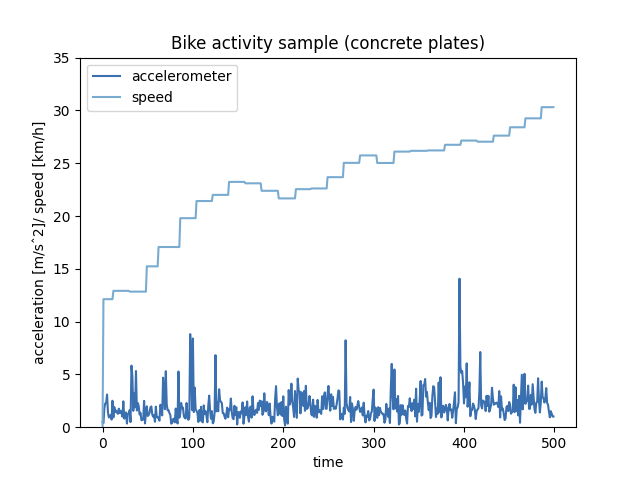 Bike activity sample (concrete plates)
35
30
25
20
15
10
5
0
acceleration [m/sˆ2]/ speed [km/h]
accelerometer
speed
0 100 200 300 400 500
time